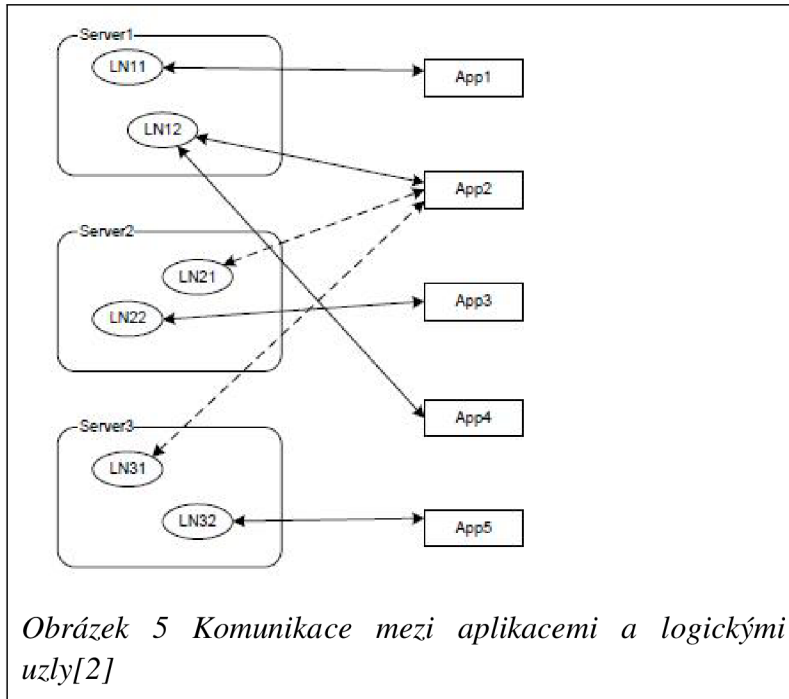 Server1
LN11
App1
LN12
App2
Server2
LN21
App3
LN22
App4
Server3
LN31
LN32
App5
Obrázek 5 Komunikace mezi aplikacemi a logickými
uzly[2]